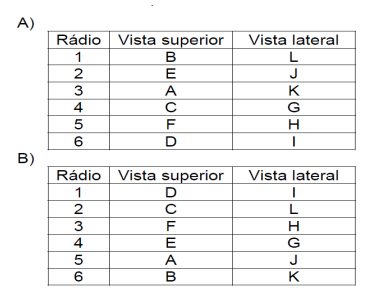 A)
Rádio Vista superior Vista lateral
1 B L
2 E J
3 A K
4 C G
5 F H
6 D I
B)
Rádio Vista superior Vista lateral
1 D I
2 C L
3 F H
4 E G
5 A J
6 B K